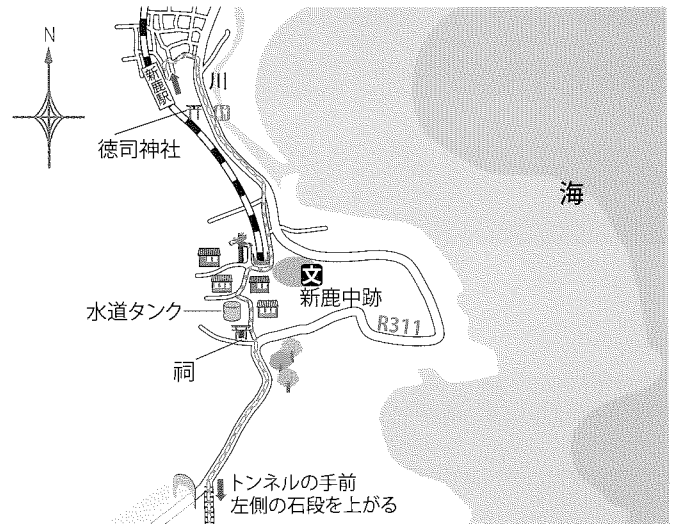 N
新鹿駅
川
徳司神社
海
文
新鹿中跡
水道タンク
R311
祠
トンネルの手前
左側の石段を上がる